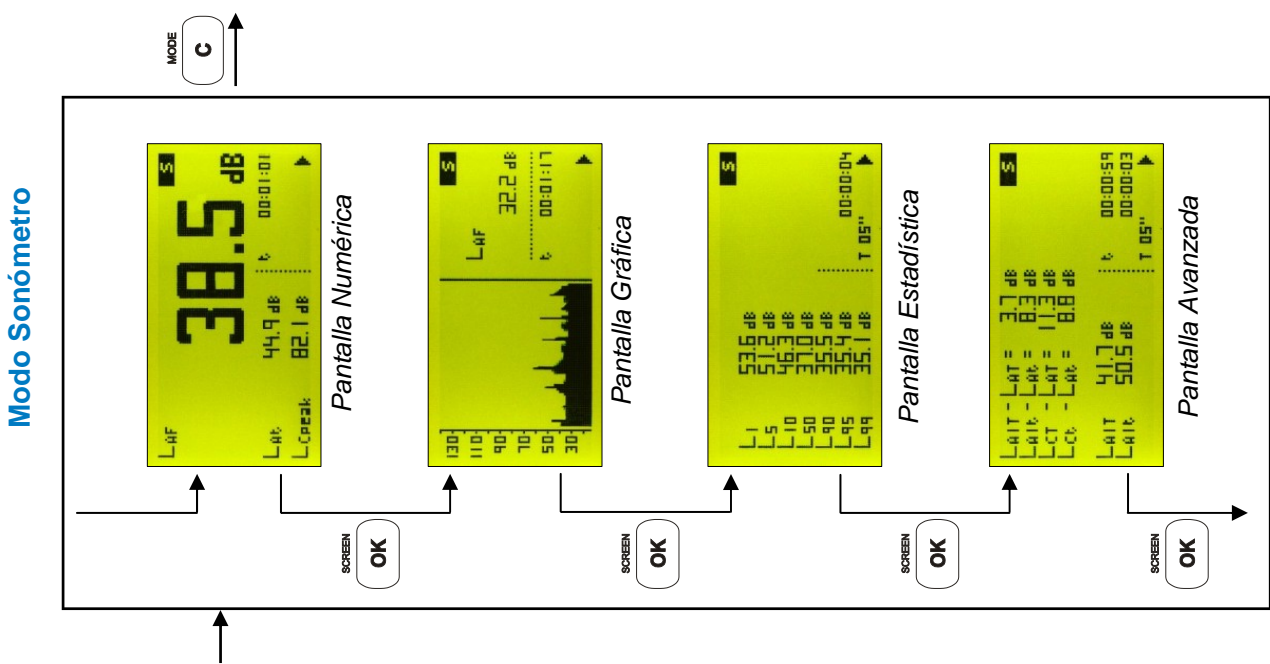 Modo Sonómetro
MODE
C
LAF S
38.5 dB
LAt 44.9 dB t 00:01:01
LCpeak 82.1 dB
Pantalla Numérica
SCREEN
OK
130 S
110 LAF
90
70 32.2 dB
50 t 00:01:17
30
Pantalla Gráfica
SCREEN
OK
S
L1 53.6 dB
L5 51.2 dB
L10 46.3 dB
L50 37.0 dB
L90 35.5 dB
L95 35.4 dB
L99 35.1 dB 00:00:04
T 05"
Pantalla Estadística
SCREEN
OK
LAIT - LAT = 3.7 dB S
LAIt - LAt = 8.3 dB
LCT - LAT = 11.3 dB
LCt - LAt = 8.8 dB
LAIT 41.7 dB t 00:00:59
LAIt 50.5 dB 00:00:03
T 05"
Pantalla Avanzada
SCREEN
OK